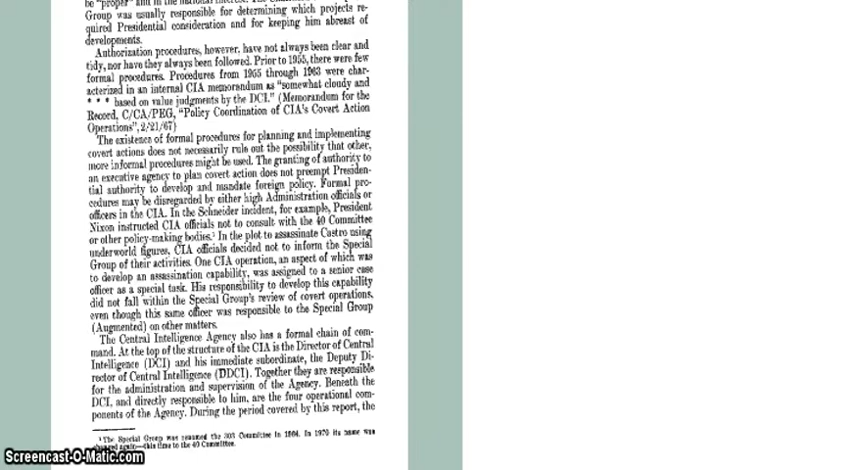 be "proper" and in the national interest. The Chairman
Group was usually responsible for determining which projects re-
quired Presidential consideration and for keeping him abreast of
developments.
Authorization procedures, however, have not always been clear and
tidy, nor have they always been followed. Prior to 1955, there were few
formal procedures. Procedures from 1955 through 1963 were char-
acterized in an internal CIA memorandum as "somewhat cloudy and
* * * based on value judgments by the DCI." (Memorandum for the
Record, C/CA/PEG, "Policy Coordination of CIA's Covert Action
Operations", 2/21/67)
The existence of formal procedures for planning and implementing
covert actions does not necessarily rule out the possibility that other,
more informal procedures might be used. The granting of authority to
an executive agency to plan covert action does not preempt Presiden-
tial authority to develop and mandate foreign policy. Formal pro-
cedures may be disregarded by either high Administration officials or
officers in the CIA. In the Schneider incident, for example, President
Nixon instructed CIA officials not to consult with the 40 Committee
or other policy-making bodies.¹ In the plot to assassinate Castro using
underworld figures, CIA officials decided not to inform the Special
Group of their activities. One CIA operation, an aspect of which was
to develop an assassination capability, was assigned to a senior case
officer as a special task. His responsibility to develop this capability
did not fall within the Special Group's review of covert operations,
even though this same officer was responsible to the Special Group
(Augmented) on other matters.
The Central Intelligence Agency also has a formal chain of com-
mand. At the top of the structure of the CIA is the Director of Central
Intelligence (DCI) and his immediate subordinate, the Deputy Di-
rector of Central Intelligence (DDCI). Together they are responsible
for the administration and supervision of the Agency. Beneath the
DCI, and directly responsible to him, are the four operational com-
ponents of the Agency. During the period covered by this report, the
¹ The Special Group was renamed the 303 Committee in 1964. In 1970 its name was
again—this time to the 40 Committee.
Screencast-O-Matic.com